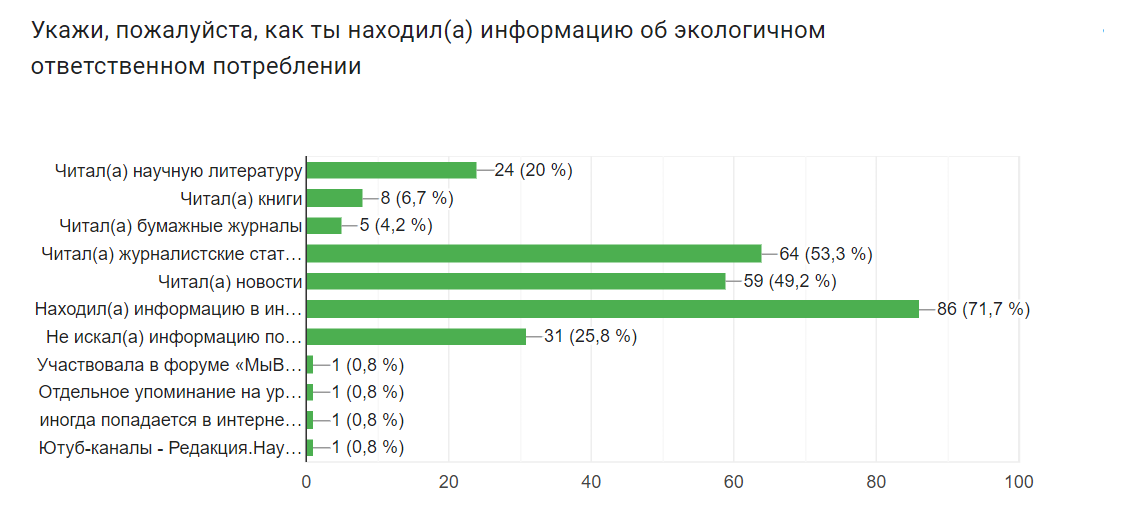 Укажи, пожалуйста, как ты находил(а) информацию об экологичном
ответственном потреблении
Читал(а) научную литературу 24 (20 %)
Читал(а) книги 8 (6,7 %)
Читал(а) бумажные журналы 5 (4,2 %)
Читал(а) журналистские стат… 64 (53,3 %)
Читал(а) новости 59 (49,2 %)
Находил(а) информацию в ин… 86 (71,7 %)
Не искал(а) информацию по… 31 (25,8 %)
Участвовала в форуме «МыВ… 1 (0,8 %)
Отдельное упоминание на ур… 1 (0,8 %)
иногда попадается в интерне… 1 (0,8 %)
Ютуб-каналы - Редакция.Нау… 1 (0,8 %)
0 20 40 60 80 100